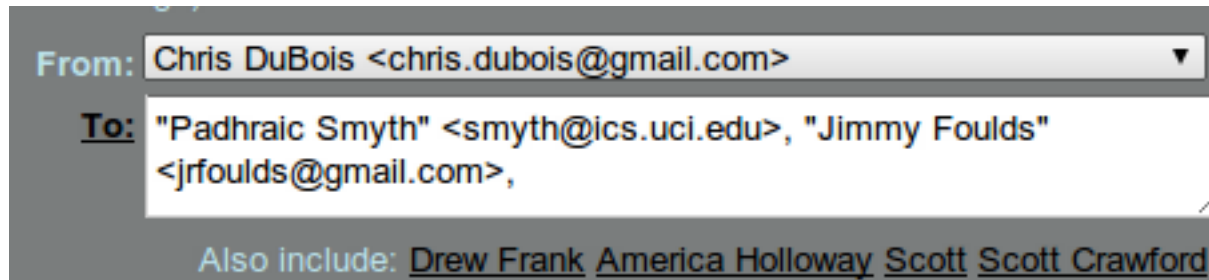 From: Chris DuBois <chris.dubois@gmail.com>
To: "Padhraic Smyth" <smyth@ics.uci.edu>, "Jimmy Foulds"
<jrfoulds@gmail.com>,
Also include: Drew Frank America Holloway Scott Scott Crawford